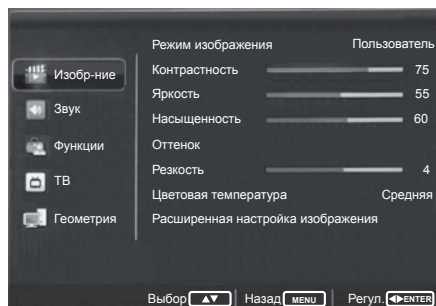 Изобр-ние
Звук
Функции
ТВ
Геометрия
Режим изображения Пользователь
Контрастность 75
Яркость 55
Насыщенность 60
Оттенок
Резкость 4
Цветовая температура Средняя
Расширенная настройка изображения
Выбор ▲▼ Назад MENU Регул. ◀▶ENTER